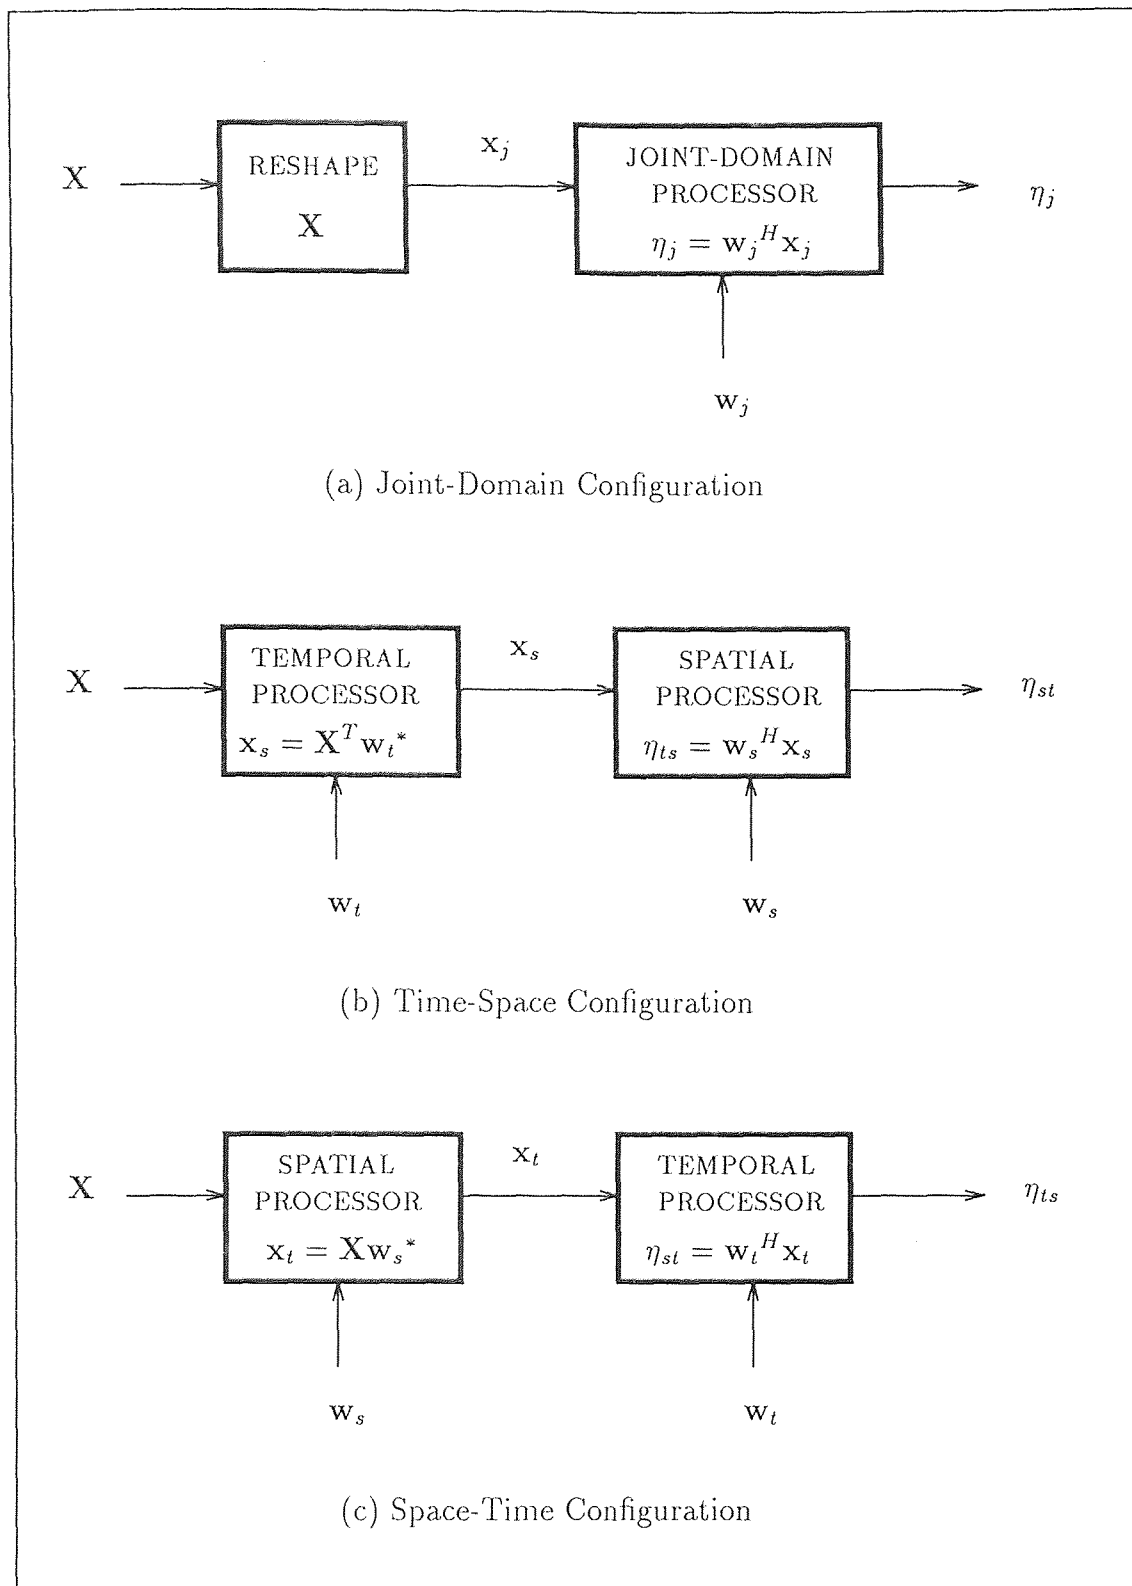 X
RESHAPE
X
x_j
JOINT-DOMAIN
PROCESSOR
η_j = w_j^H x_j
η_j
w_j
(a) Joint-Domain Configuration
X
TEMPORAL
PROCESSOR
x_s = X^T w_t^*
x_s
SPATIAL
PROCESSOR
η_ts = w_s^H x_s
η_st
w_t
w_s
(b) Time-Space Configuration
X
SPATIAL
PROCESSOR
x_t = X w_s^*
x_t
TEMPORAL
PROCESSOR
η_st = w_t^H x_t
η_ts
w_s
w_t
(c) Space-Time Configuration